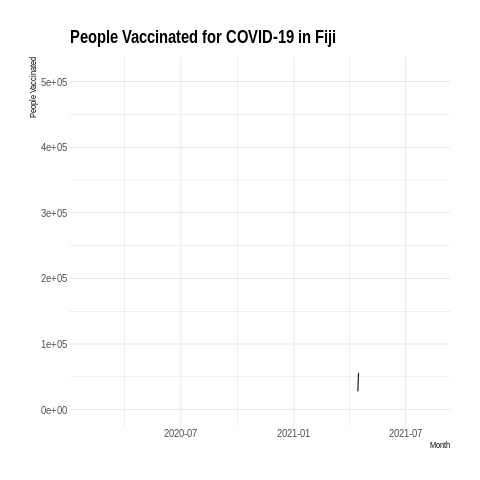 People Vaccinated for COVID-19 in Fiji
People Vaccinated
5e+05
4e+05
3e+05
2e+05
1e+05
0e+00
2020-07 2021-01 2021-07
Month